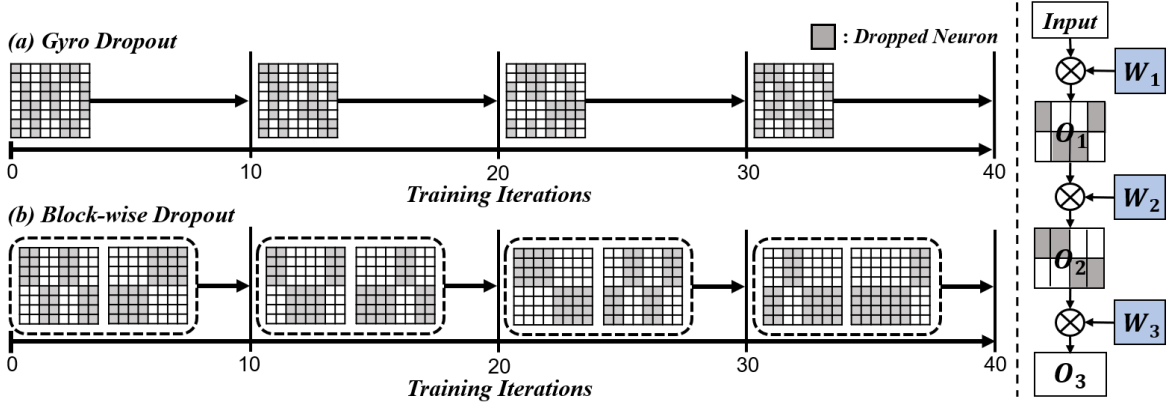 (a) Gyro Dropout
: Dropped Neuron
0 10 20 30 40
Training Iterations
(b) Block-wise Dropout
0 10 20 30 40
Training Iterations
Input
W₁
O₁
W₂
O₂
W₃
O₃